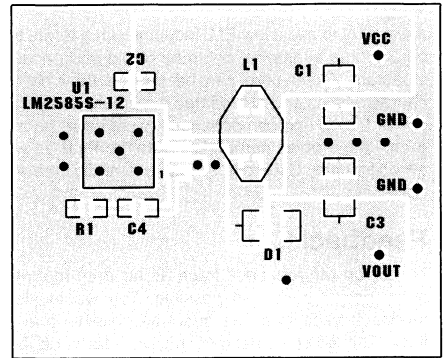 VCC
C2
L1
C1
U1
LM2585S-12
GND
1
GND
R1
C4
C3
D1
VOUT